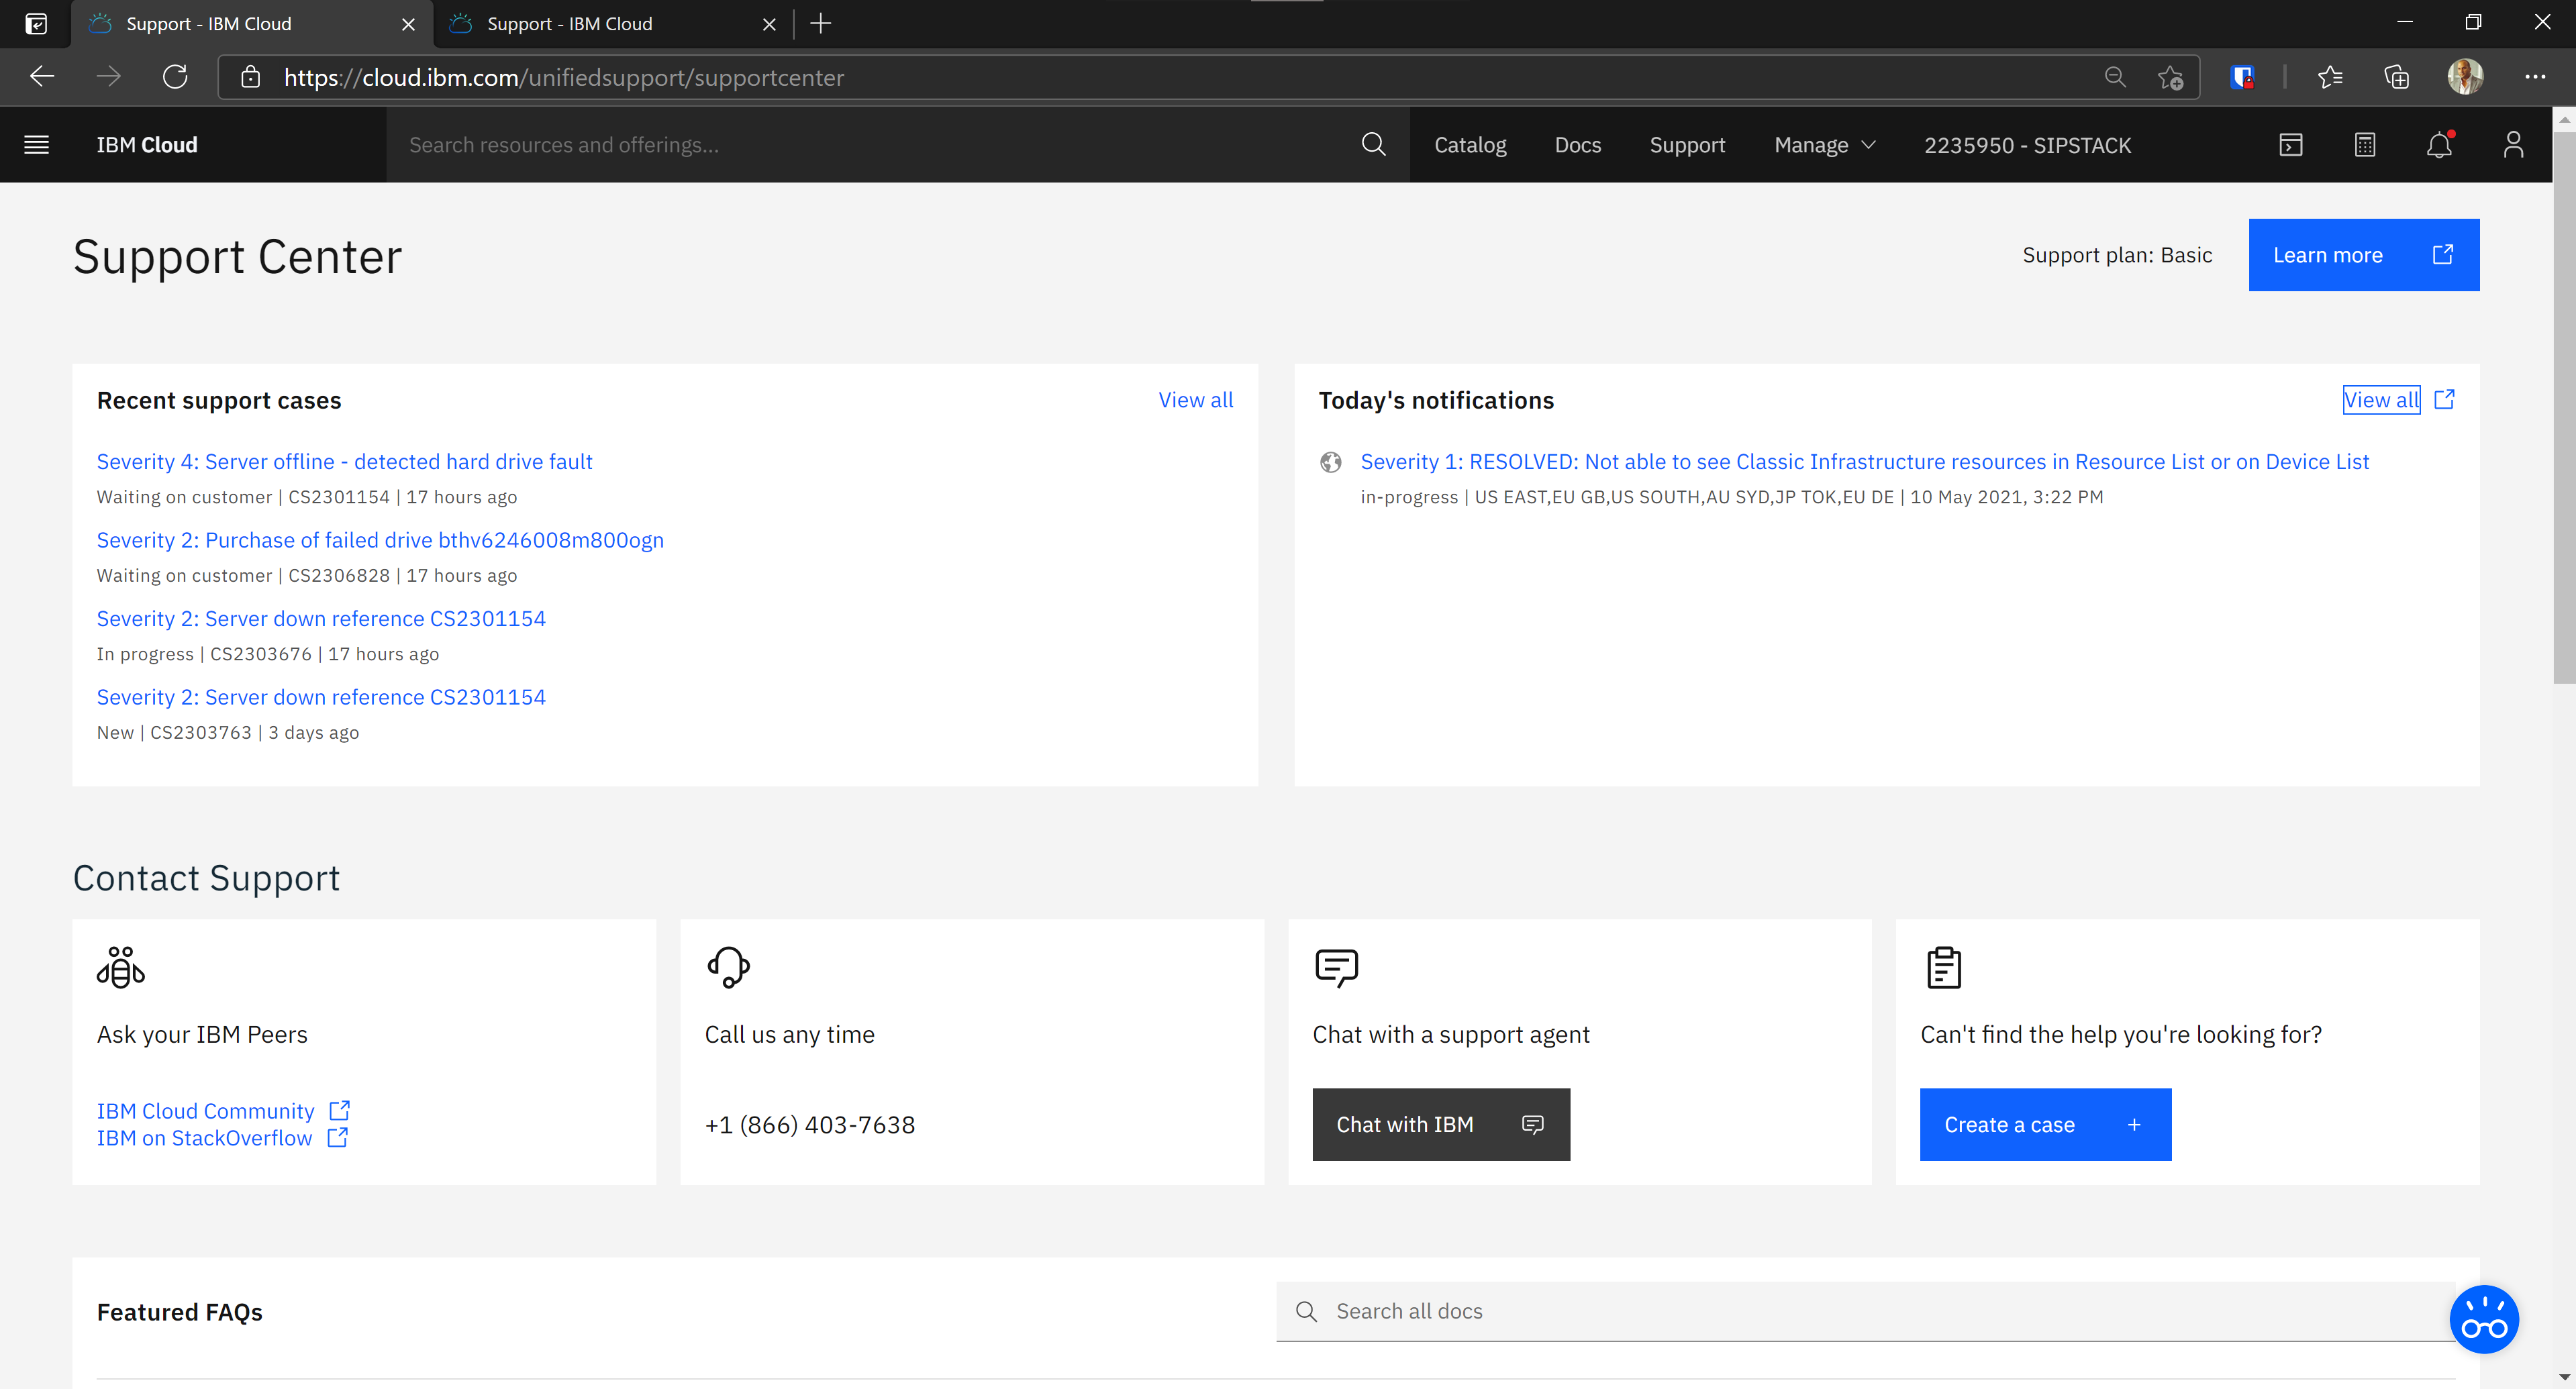 Support - IBM Cloud
Support - IBM Cloud
https://cloud.ibm.com/unifiedsupport/supportcenter
IBM Cloud
Search resources and offerings...
Catalog
Docs
Support
Manage
2235950 - SIPSTACK
Support Center
Support plan: Basic
Learn more
Recent support cases
View all
Severity 4: Server offline - detected hard drive fault
Waiting on customer | CS2301154 | 17 hours ago
Severity 2: Purchase of failed drive bthv6246008m800ogn
Waiting on customer | CS2306828 | 17 hours ago
Severity 2: Server down reference CS2301154
In progress | CS2303676 | 17 hours ago
Severity 2: Server down reference CS2301154
New | CS2303763 | 3 days ago
Today's notifications
View all
Severity 1: RESOLVED: Not able to see Classic Infrastructure resources in Resource List or on Device List
in-progress | US EAST,EU GB,US SOUTH,AU SYD,JP TOK,EU DE | 10 May 2021, 3:22 PM
Contact Support
Ask your IBM Peers
IBM Cloud Community
IBM on StackOverflow
Call us any time
+1 (866) 403-7638
Chat with a support agent
Chat with IBM
Can't find the help you're looking for?
Create a case +
Featured FAQs
Search all docs